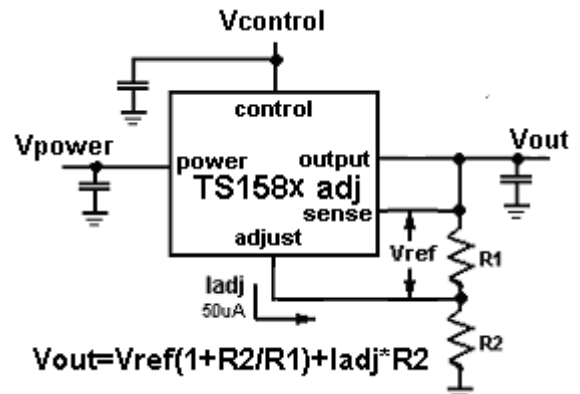 Vcontrol
control
Vpower
power
output
Vout
TS158x adj
sense
adjust
Vref
R1
Iadj
50uA
R2
Vout=Vref(1+R2/R1)+Iadj*R2